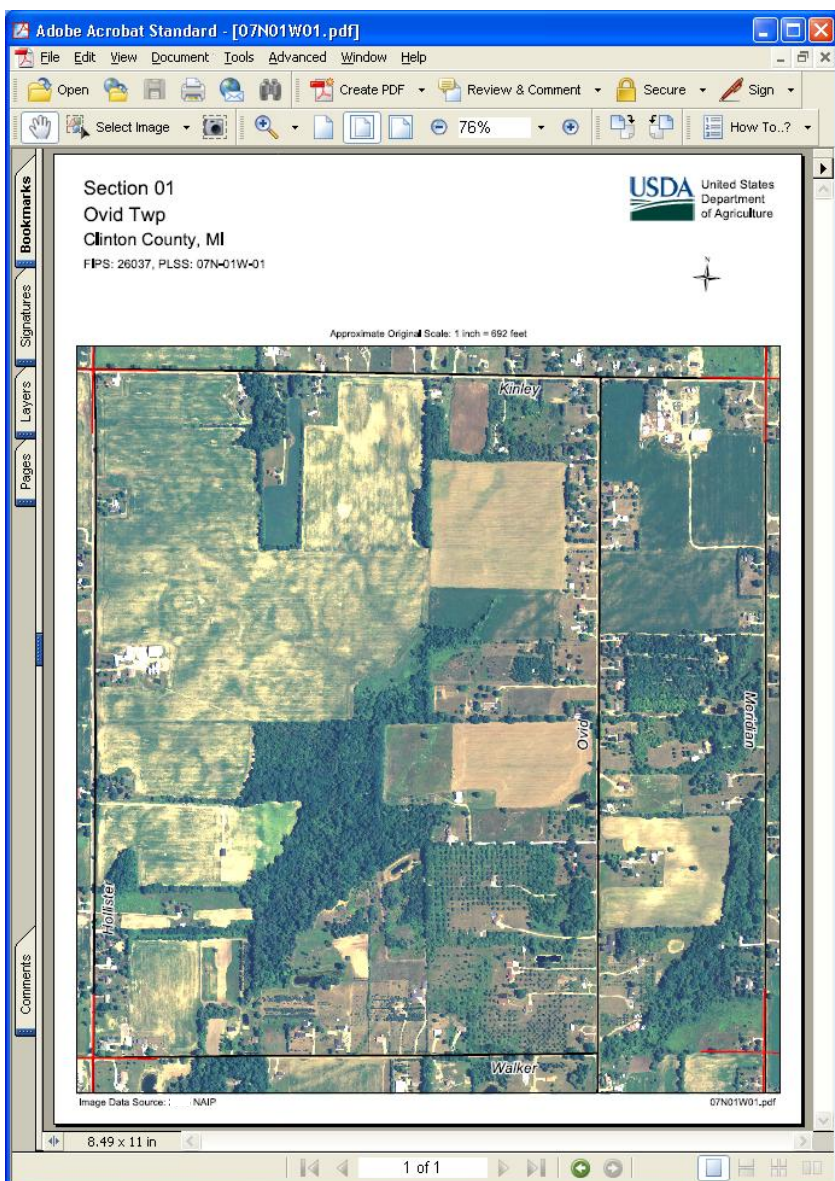 Adobe Acrobat Standard - [07N01W01.pdf]
File Edit View Document Tools Advanced Window Help
Open Create PDF Review & Comment Secure Sign
Select Image 76% How To..?
Bookmarks
Signatures
Layers
Pages
Comments
Section 01
Ovid Twp
Clinton County, MI
FIPS: 26037, PLSS: 07N-01W-01
USDA
United States
Department
of Agriculture
N
Approximate Original Scale: 1 inch = 692 feet
Kinley
Ovid
Meridian
Hollister
Walker
Image Data Source: : NAIP
07N01W01.pdf
8.49 x 11 in
1 of 1